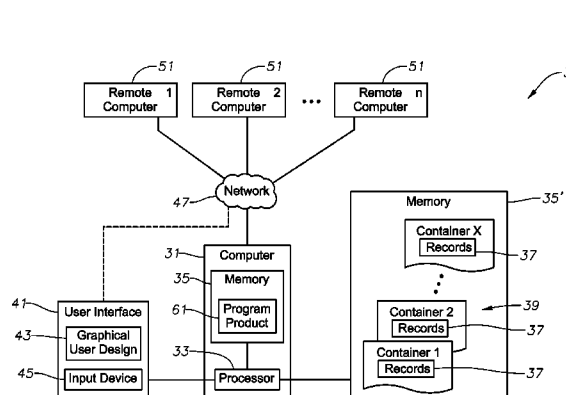 51 51 51
Remote 1 Computer
Remote 2 Computer
Remote n Computer
47 Network
35'
Memory
Container X
Records
37
31 Computer
35 Memory
61 Program Product
41 User Interface
43 Graphical User Design
45 Input Device
33 Processor
39
Container 2
Records
37
Container 1
Records
37